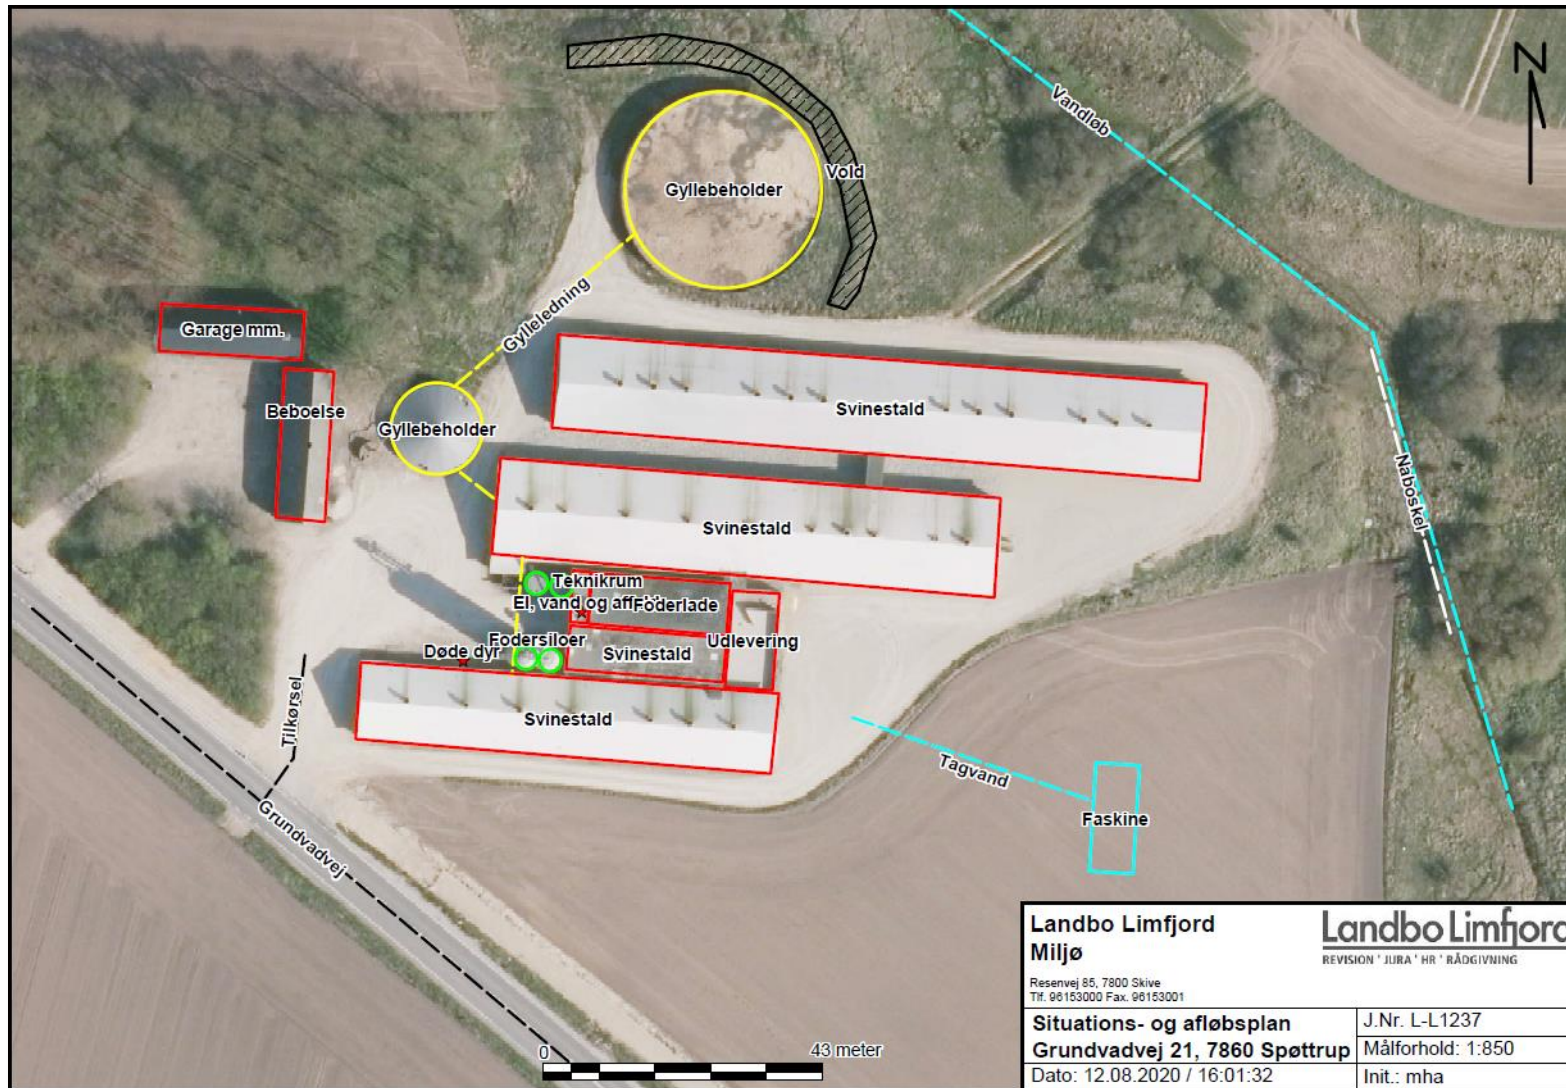 N
Vandløb
Vold
Gyllebeholder
Gylleledning
Garage mm.
Beboelse
Gyllebeholder
Svinestald
Naboskel
Svinestald
Teknikrum
El, vand og
Foderlade
Fodersiloer
Udlevering
Døde dyr
Svinestald
Tilkørsel
Svinestald
Tagvand
Faskine
Grundvadvej
0 43 meter
Landbo Limfjord
Miljø
Resenvej 85, 7800 Skive
Tlf. 96153000 Fax. 96153001
Landbo Limfjord
REVISION ' JURA ' HR ' RÅDGIVNING
Situations- og afløbsplan
Grundvadvej 21, 7860 Spøttrup
Dato: 12.08.2020 / 16:01:32
J.Nr. L-L1237
Målforhold: 1:850
Init.: mha